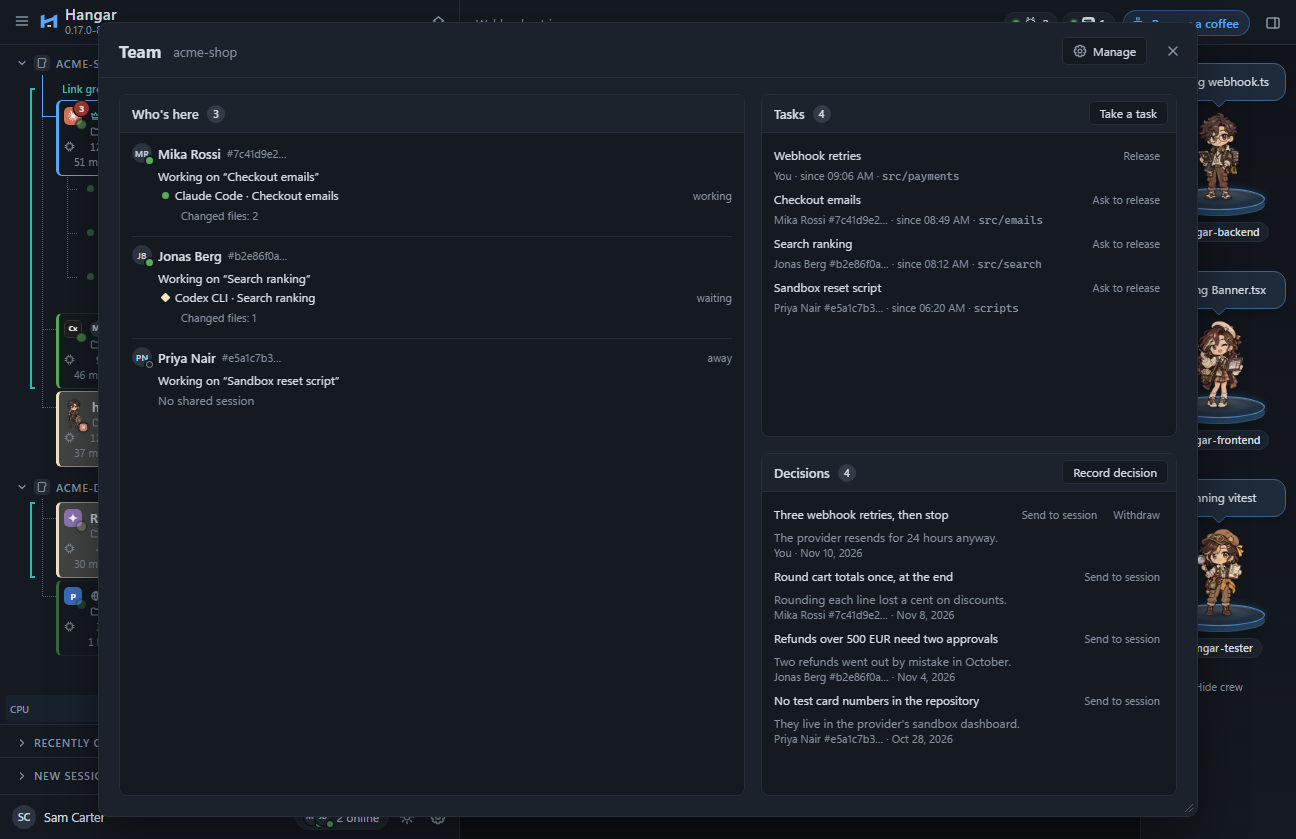 Hangar
0.17.0-
a coffee
Team acme-shop
Manage
ACME-
Link gr
3
51 m
46 m
37 m
ACME-
30 m
CPU
RECENTLY
NEW SESSIO
SC Sam Carter
2 online
Who's here 3
MR Mika Rossi #7c41d9e2...
Working on “Checkout emails”
Claude Code · Checkout emails working
Changed files: 2
JB Jonas Berg #b2e86f0a...
Working on “Search ranking”
Codex CLI · Search ranking waiting
Changed files: 1
PN Priya Nair #e5a1c7b3... away
Working on “Sandbox reset script”
No shared session
Tasks 4 Take a task
Webhook retries Release
You · since 09:06 AM · src/payments
Checkout emails Ask to release
Mika Rossi #7c41d9e2... · since 08:49 AM · src/emails
Search ranking Ask to release
Jonas Berg #b2e86f0a... · since 08:12 AM · src/search
Sandbox reset script Ask to release
Priya Nair #e5a1c7b3... · since 06:20 AM · scripts
Decisions 4 Record decision
Three webhook retries, then stop Send to session Withdraw
The provider resends for 24 hours anyway.
You · Nov 10, 2026
Round cart totals once, at the end Send to session
Rounding each line lost a cent on discounts.
Mika Rossi #7c41d9e2... · Nov 8, 2026
Refunds over 500 EUR need two approvals Send to session
Two refunds went out by mistake in October.
Jonas Berg #b2e86f0a... · Nov 4, 2026
No test card numbers in the repository Send to session
They live in the provider's sandbox dashboard.
Priya Nair #e5a1c7b3... · Oct 28, 2026
g webhook.ts
gar-backend
ng Banner.tsx
gar-frontend
nning vitest
ngar-tester
Hide crew